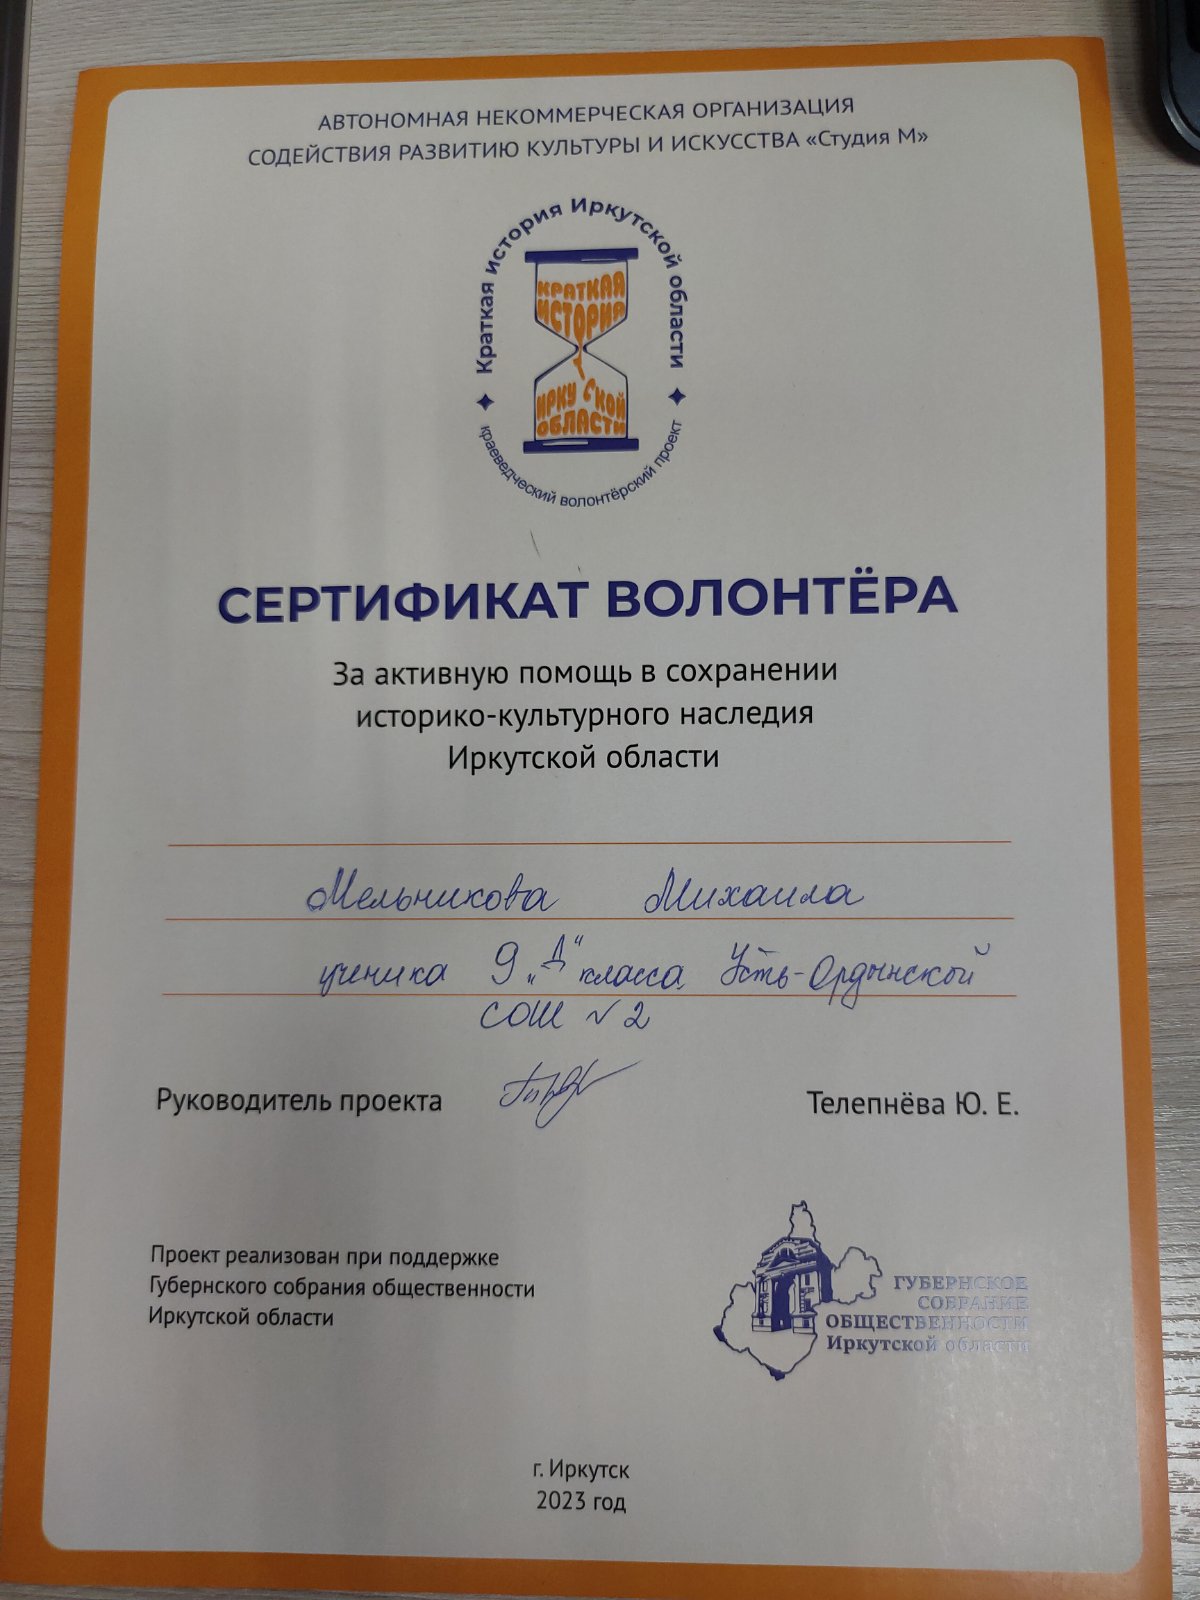 АВТОНОМНАЯ НЕКОММЕРЧЕСКАЯ ОРГАНИЗАЦИЯ
СОДЕЙСТВИЯ РАЗВИТИЮ КУЛЬТУРЫ И ИСКУССТВА «Студия М»
Краткая история Иркутской области
КРАТКАЯ
ИСТОРИЯ
Т
ИРКУ СКОЙ
ОБЛАСТИ
краеведческий волонтёрский проект
СЕРТИФИКАТ ВОЛОНТЁРА
За активную помощь в сохранении
историко-культурного наследия
Иркутской области
Мельникова Михаила
ученика 9 „Д“ класса Усть-Ордынской
СОШ №2
Руководитель проекта
Телепнёва Ю. Е.
Проект реализован при поддержке
Губернского собрания общественности
Иркутской области
ГУБЕРНСКОЕ
СОБРАНИЕ
ОБЩЕСТВЕННОСТИ
Иркутской области
г. Иркутск
2023 год